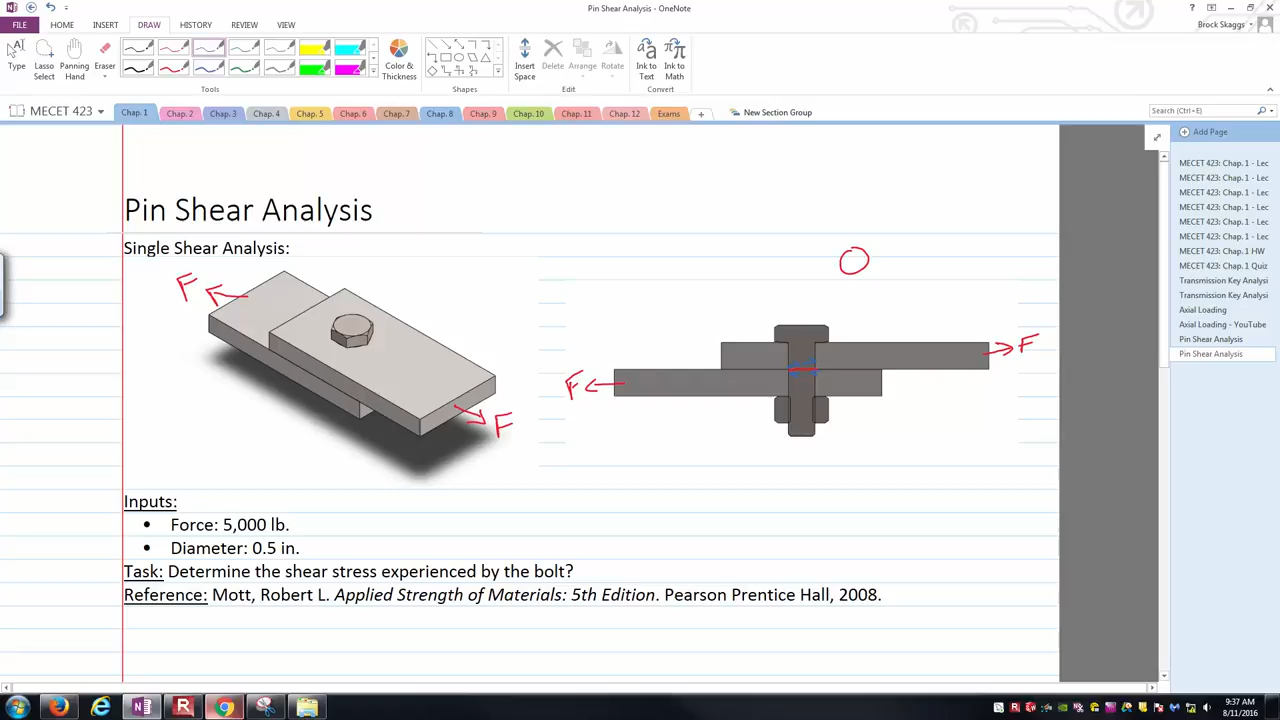 Pin Shear Analysis - OneNote
FILE HOME INSERT DRAW HISTORY REVIEW VIEW
Brock Skaggs
Type Lasso Select Panning Hand Eraser Color & Thickness Insert Space Delete Arrange Rotate Ink to Text Ink to Math
Tools Shapes Edit Convert
MECET 423 Chap. 1 Chap. 2 Chap. 3 Chap. 4 Chap. 5 Chap. 6 Chap. 7 Chap. 8 Chap. 9 Chap. 10 Chap. 11 Chap. 12 Exams New Section Group
Search (Ctrl+E)
Add Page
MECET 423: Chap. 1 - Lec
MECET 423: Chap. 1 - Lec
MECET 423: Chap. 1 - Lec
MECET 423: Chap. 1 - Lec
MECET 423: Chap. 1 - Lec
MECET 423: Chap. 1 - Lec
MECET 423: Chap. 1 HW
MECET 423: Chap. 1 Quiz
Transmission Key Analysi
Transmission Key Analysi
Axial Loading
Axial Loading - YouTube
Pin Shear Analysis
Pin Shear Analysis
Pin Shear Analysis
Single Shear Analysis:
F
F
F
F
Inputs:
• Force: 5,000 lb.
• Diameter: 0.5 in.
Task: Determine the shear stress experienced by the bolt?
Reference: Mott, Robert L. Applied Strength of Materials: 5th Edition. Pearson Prentice Hall, 2008.
9:37 AM
8/11/2016